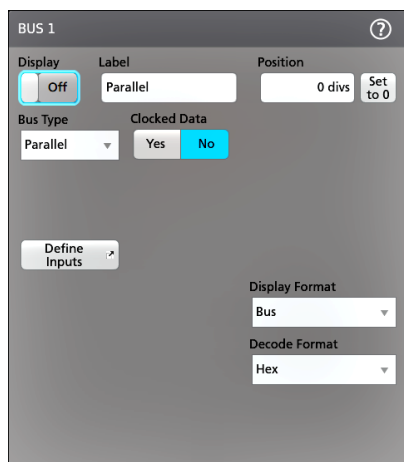 BUS 1
?
Display Label Position
Off Parallel 0 divs Set to 0
Bus Type Clocked Data
Parallel Yes No
Define
Inputs
Display Format
Bus
Decode Format
Hex